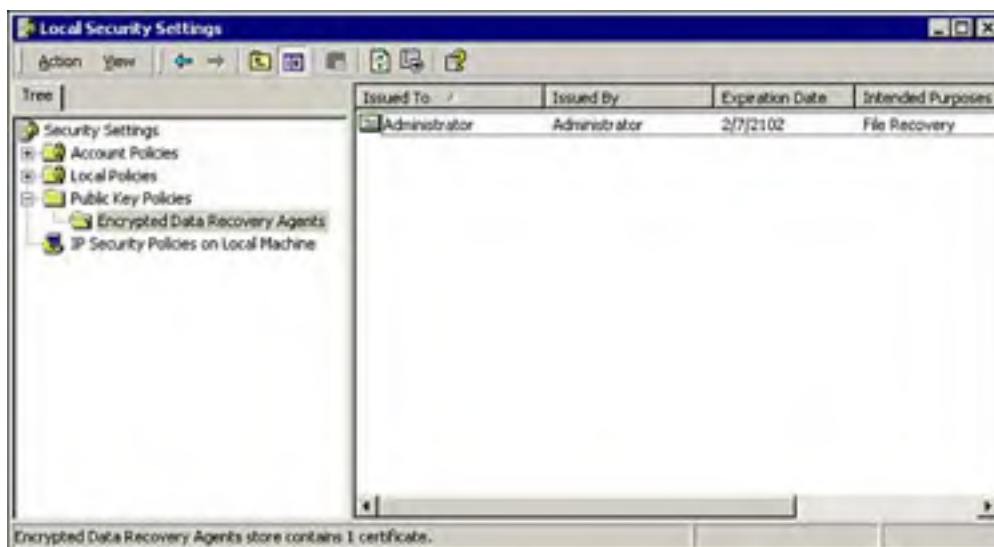 Local Security Settings
Action View
Tree
Issued To Issued By Expiration Date Intended Purposes
Security Settings
Account Policies
Local Policies
Public Key Policies
Encrypted Data Recovery Agents
IP Security Policies on Local Machine
Administrator Administrator 2/7/2102 File Recovery
Encrypted Data Recovery Agents store contains 1 certificate.